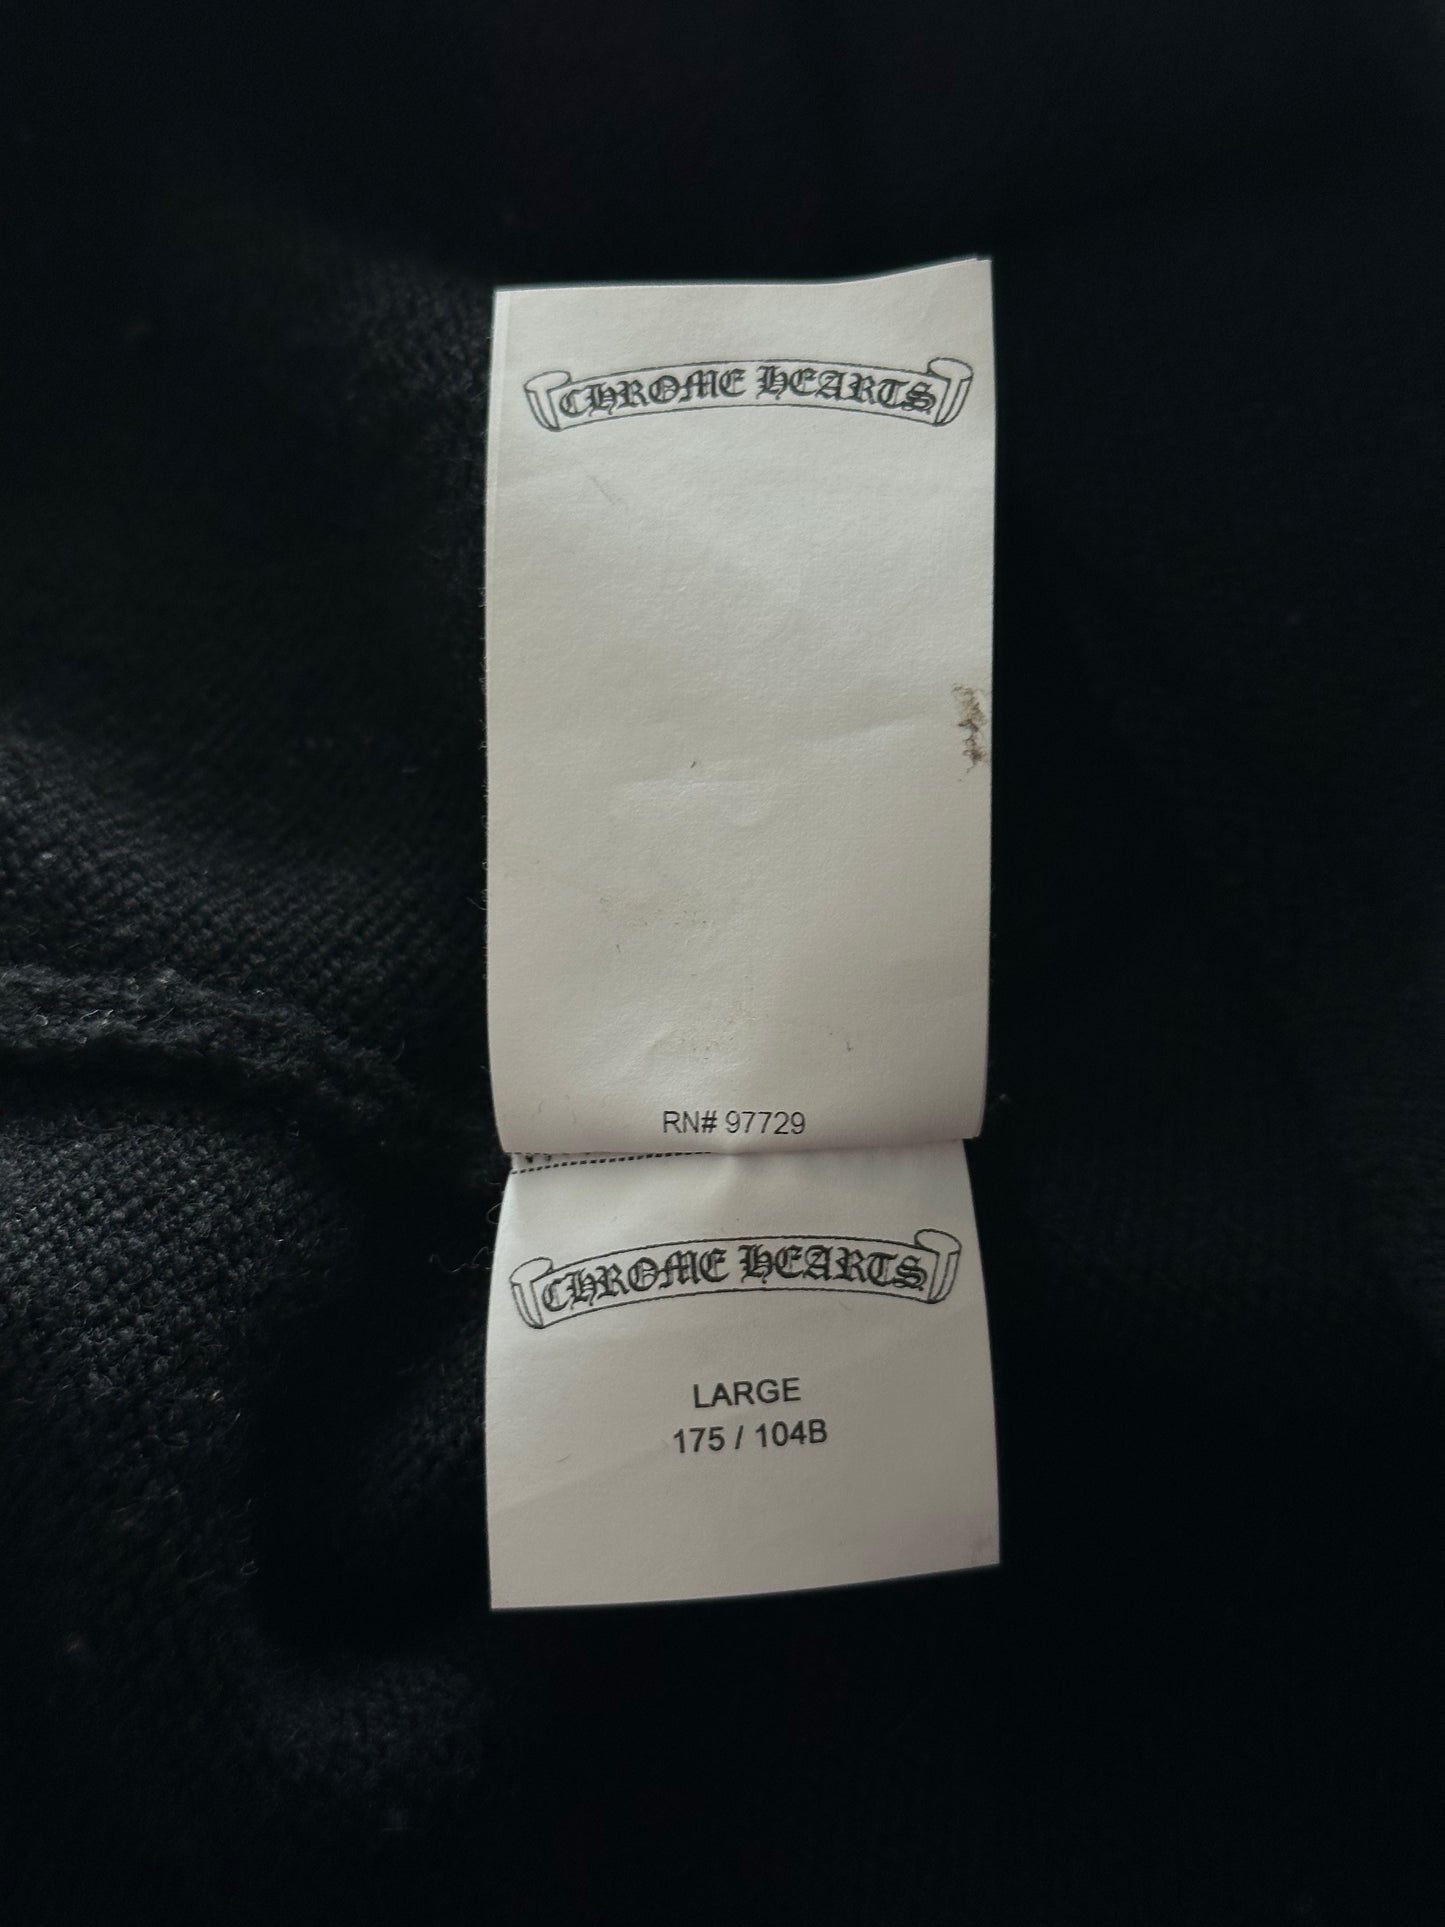 CHROME HEARTS
RN# 97729
CHROME HEARTS
LARGE
175 / 104B